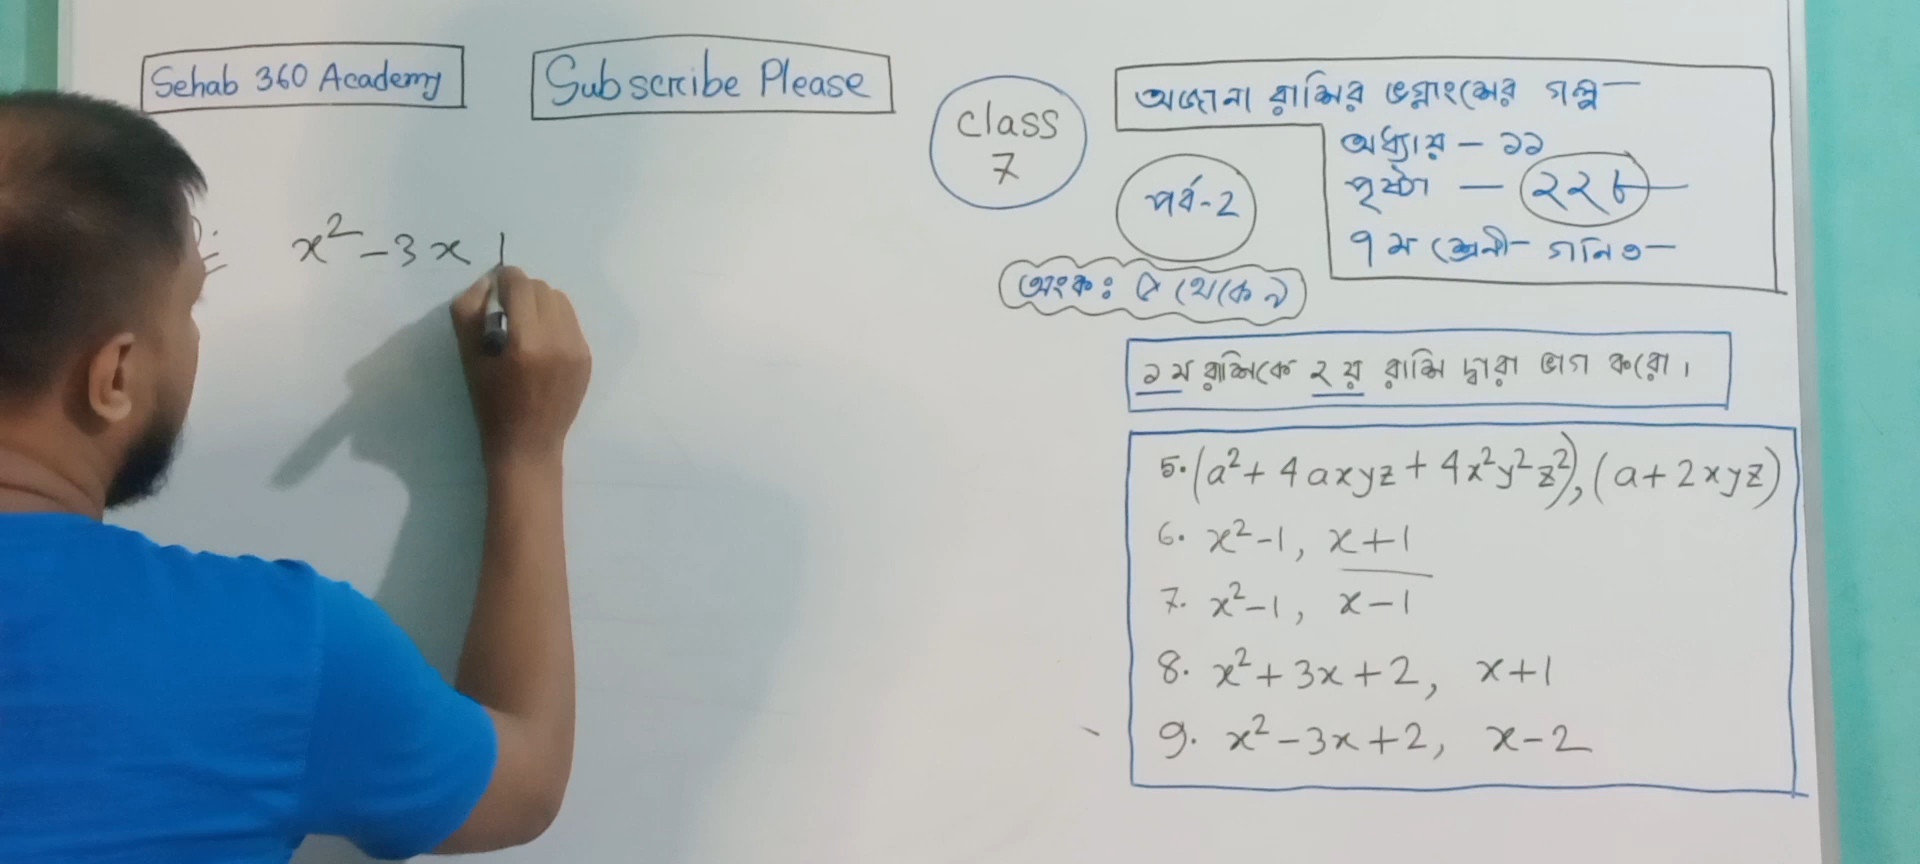 Sehab 360 Academy
Subscribe Please
class
7
অজানা রাশির ভগ্নাংশের গল্প
অধ্যায় - ১১
পৃষ্ঠা - ২২৮
৭ম শ্রেনী - গনিত
পর্ব-2
অংক: ৫ থেকে ৯
x² - 3x
১ম রাশিকে ২য় রাশি দ্বারা ভাগ করো।
5. (a² + 4axyz + 4x²y²z²), (a + 2xyz)
6. x² - 1, x + 1
7. x² - 1, x - 1
8. x² + 3x + 2, x + 1
9. x² - 3x + 2, x - 2